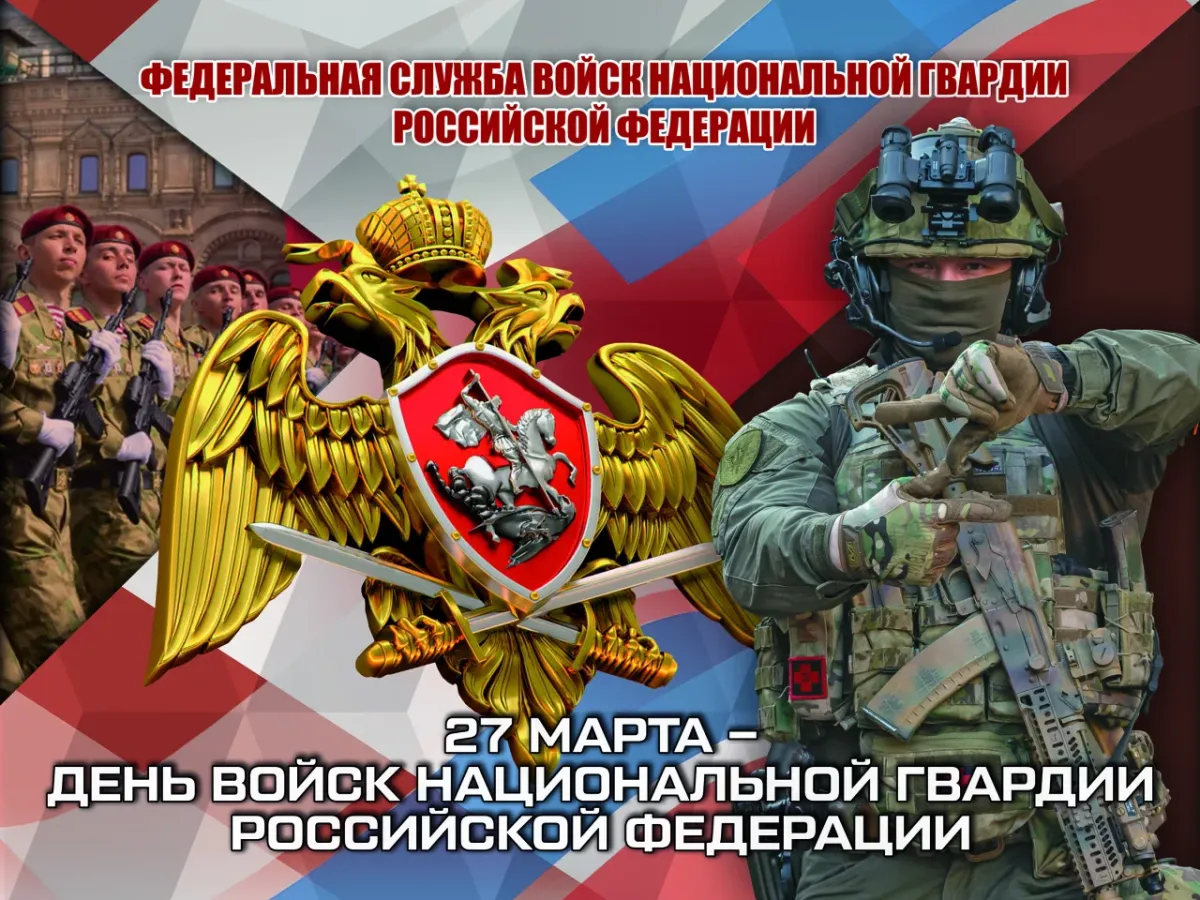 ФЕДЕРАЛЬНАЯ СЛУЖБА ВОЙСК НАЦИОНАЛЬНОЙ ГВАРДИИ
РОССИЙСКОЙ ФЕДЕРАЦИИ
27 МАРТА –
ДЕНЬ ВОЙСК НАЦИОНАЛЬНОЙ ГВАРДИИ
РОССИЙСКОЙ ФЕДЕРАЦИИ